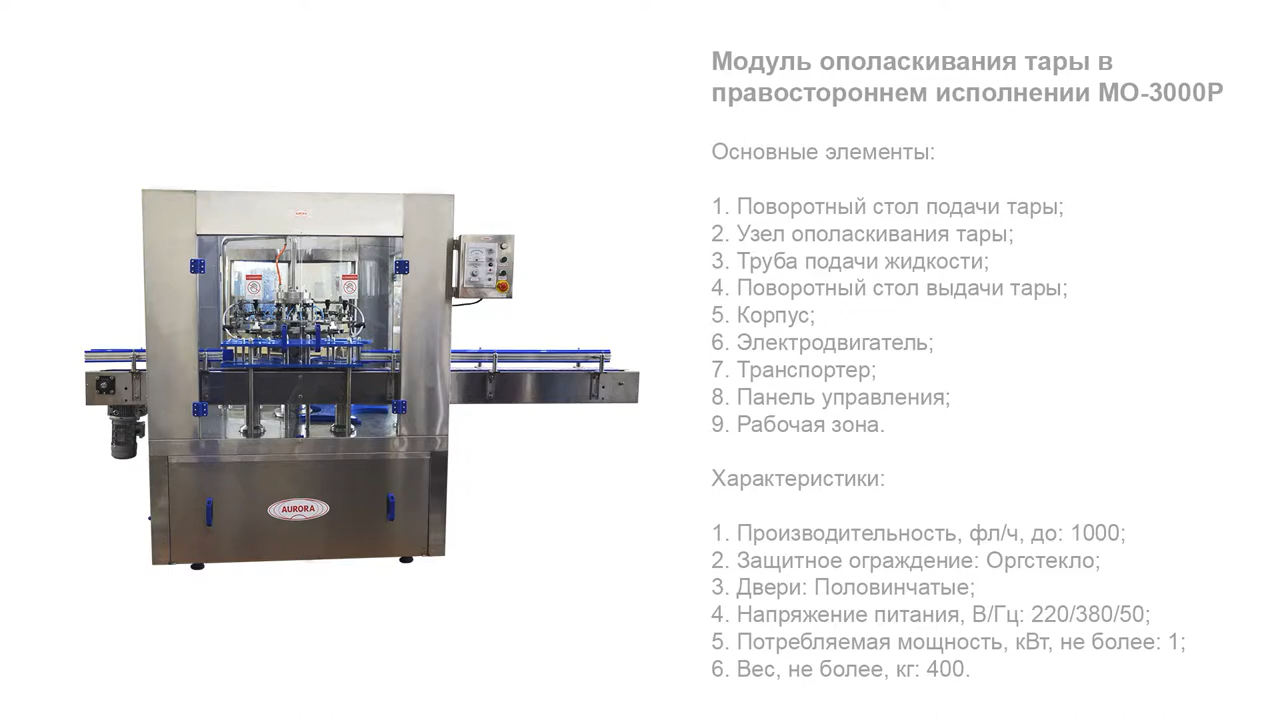 Модуль ополаскивания тары в
правостороннем исполнении МО-3000Р
Основные элементы:
1. Поворотный стол подачи тары;
2. Узел ополаскивания тары;
3. Труба подачи жидкости;
4. Поворотный стол выдачи тары;
5. Корпус;
6. Электродвигатель;
7. Транспортер;
8. Панель управления;
9. Рабочая зона.
Характеристики:
1. Производительность, фл/ч, до: 1000;
2. Защитное ограждение: Оргстекло;
3. Двери: Половинчатые;
4. Напряжение питания, В/Гц: 220/380/50;
5. Потребляемая мощность, кВт, не более: 1;
6. Вес, не более, кг: 400.
AURORA